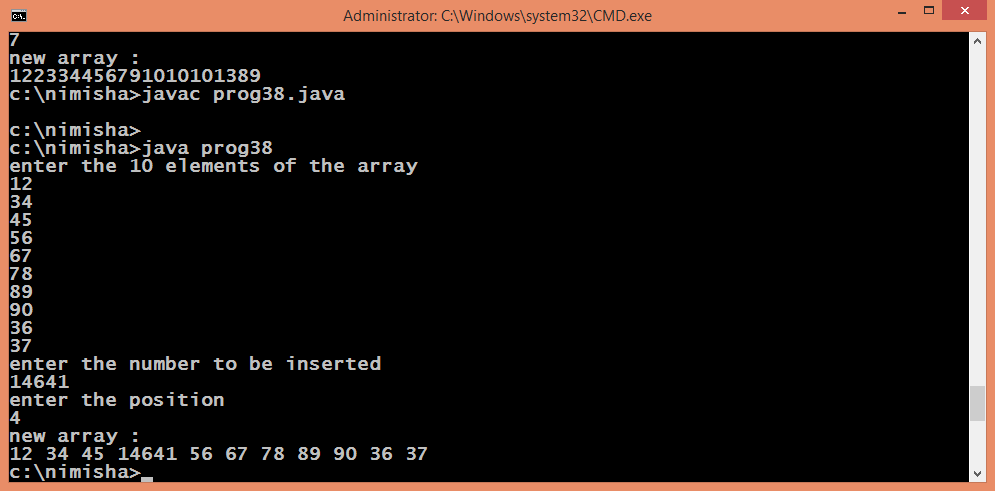 Administrator: C:\Windows\system32\CMD.exe
7
new array :
122334456791010101389
c:\nimisha>javac prog38.java
c:\nimisha>
c:\nimisha>java prog38
enter the 10 elements of the array
12
34
45
56
67
78
89
90
36
37
enter the number to be inserted
14641
enter the position
4
new array :
12 34 45 14641 56 67 78 89 90 36 37
c:\nimisha>_